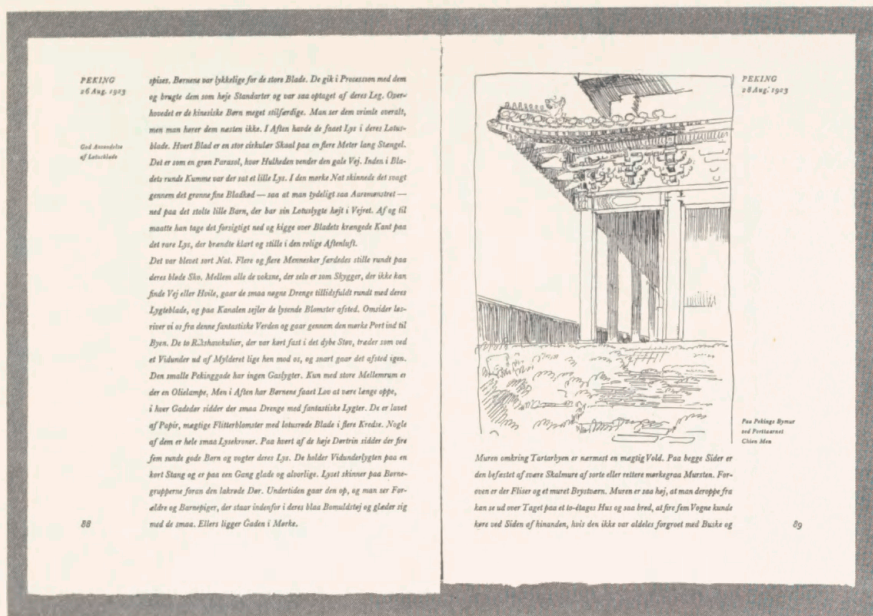 PEKING
26 Aug. 1923
God Anvendelse
af Lotusblade
spises. Børnene var lykkelige for de store Blade. De gik i Procession med dem
og brugte dem som høje Standarter og var saa optaget af deres Leg. Over-
hovedet er de kinesiske Børn meget stilfærdige. Man ser dem vrimle overalt,
men man hører dem næsten ikke. I Aften havde de faaet Lys i deres Lotus-
blade. Hvert Blad er en stor cirkulær Skaal paa en flere Meter lang Stængel.
Det er som en grøn Parasol, hvor Hulheden vender den gale Vej. Inden i Bla-
dets runde Kumme var der sat et lille Lys. I den mørke Nat skinnede det svagt
gennem det grønne fine Bladkød — saa at man tydeligt saa Aaremønstret —
ned paa det stolte lille Barn, der bar sin Lotuslygte højt i Vejret. Af og til
maatte han tage det forsigtigt ned og kigge over Bladets krængede Kant paa
det rare Lys, der brændte klart og stille i den rolige Aftenluft.
Det var blevet sort Nat. Flere og flere Mennesker færdedes stille rundt paa
deres bløde Sko. Mellem alle de voksne, der selv er som Skygger, der ikke kan
finde Vej eller Hvile, gaar de smaa nøgne Drenge tillidsfuldt rundt med deres
Lygteblade, og paa Kanalen sejler de lysende Blomster afsted. Omsider løs-
river vi os fra denne fantastiske Verden og gaar gennem den mørke Port ind til
Byen. De to Rikshawkulier, der var kørt fast i det dybe Støv, træder som ved
et Vidunder ud af Mylderet lige hen mod os, og snart gaar det afsted igen.
Den smalle Pekinggade har ingen Gaslygter. Kun med store Mellemrum er
der en Olielampe, Men i Aften har Børnene faaet Lov at være længe oppe,
i hver Gadedør sidder der smaa Drenge med fantastiske Lygter. De er lavet
af Papir, mægtige Flitterblomster med lotusrøde Blade i flere Kredse. Nogle
af dem er hele smaa Lysekroner. Paa hvert af de høje Dørtrin sidder der fire
fem sunde gode Børn og vogter deres Lys. De holder Vidunderlygten paa en
kort Stang og er paa een Gang glade og alvorlige. Lyset skinner paa Børne-
grupperne foran den lakrøde Dør. Undertiden gaar den op, og man ser For-
ældre og Barnepiger, der staar indenfor i deres blaa Bomuldstøj og glæder sig
med de smaa. Ellers ligger Gaden i Mørke.
88
PEKING
28 Aug. 1923
Paa Pekings Bymur
ved Porttaarnet
Chien Men
Muren omkring Tartarbyen er nærmest en mægtig Vold. Paa begge Sider er
den befæstet af svære Skalmure af sorte eller rettere mørkegraa Mursten. For-
oven er der Fliser og et muret Brystværn. Muren er saa høj, at man deroppe fra
kan se ud over Taget paa et to-étages Hus og saa bred, at fire fem Vogne kunde
køre ved Siden af hinanden, hvis den ikke var aldeles forgroet med Buske og
89